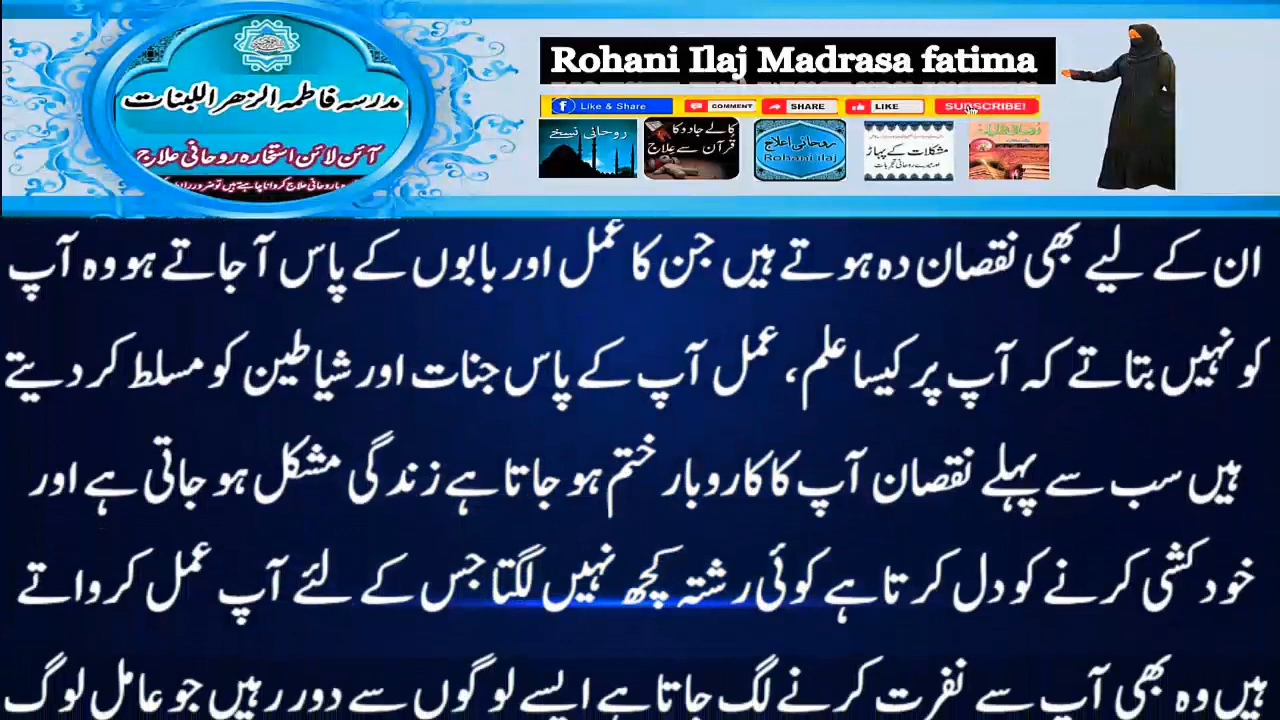 مدرسہ فاطمہ الزھرا للبنات
آئن لائن استخارہ روحانی علاج
Rohani Ilaj Madrasa fatima
Like & Share
COMMENT
SHARE
LIKE
SUBSCRIBE!
روحانی نسخے
کالے جادو کا
قرآن سے علاج
روحانی علاج
Rohani Ilaj
مشکلات کے پہاڑ
ان کے لیے بھی نقصان دہ ہوتے ہیں جن کا عمل اور بابوں کے پاس آ جاتے ہو وہ آپ
کو نہیں بتاتے کہ آپ پر کیسا علم، عمل آپ کے پاس جنات اور شیاطین کو مسلط کر دیتے
ہیں سب سے پہلے نقصان آپ کا کاروبار ختم ہو جاتا ہے زندگی مشکل ہو جاتی ہے اور
خودکشی کرنے کو دل کرتا ہے کوئی رشتہ کچھ نہیں لگتا جس کے لئے آپ عمل کرواتے
ہیں وہ بھی آپ سے نفرت کرنے لگ جاتا ہے ایسے لوگوں سے دور رہیں جو عامل لوگ